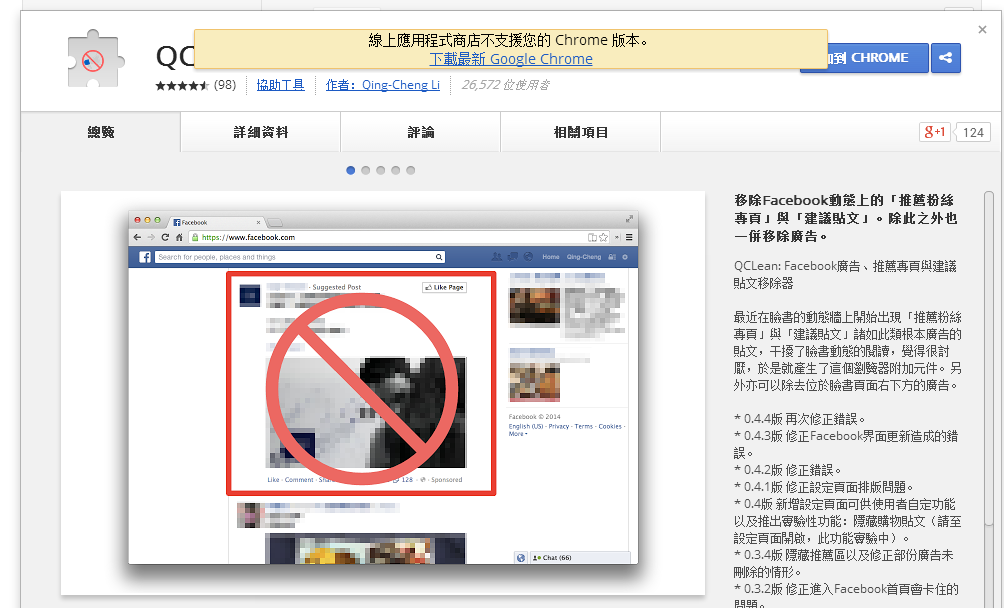 線上應用程式商店不支援您的 Chrome 版本。
下載最新 Google Chrome
QC
到 CHROME
(98)
協助工具
作者：Qing-Cheng Li
26,572 位使用者
總覽
詳細資料
評論
相關項目
g+1
124
Facebook
https://www.facebook.com
Search for people, places and things
Home
Qing-Cheng
· Suggested Post
Like Page
Like · Comment · Sha
128 ·
· Sponsored
Facebook © 2014
English (US) · Privacy · Terms · Cookies ·
More
Chat (66)
移除Facebook動態上的「推薦粉絲
專頁」與「建議貼文」。除此之外也
一併移除廣告。
QCLean: Facebook廣告、推薦專頁與建議
貼文移除器
最近在臉書的動態牆上開始出現「推薦粉絲
專頁」與「建議貼文」諸如此類根本廣告的
貼文，干擾了臉書動態的閱讀，覺得很討
厭，於是就產生了這個瀏覽器附加元件。另
外亦可以除去位於臉書頁面右下方的廣告。
* 0.4.4版 再次修正錯誤。
* 0.4.3版 修正Facebook界面更新造成的錯
誤。
* 0.4.2版 修正錯誤。
* 0.4.1版 修正設定頁面排版問題。
* 0.4版 新增設定頁面可供使用者自定功能
以及推出實驗性功能：隱藏購物貼文（請至
設定頁面開啟，此功能實驗中）。
* 0.3.4版 隱藏推薦區以及修正部份廣告未
刪除的情形。
* 0.3.2版 修正進入Facebook首頁會卡住的
問題。